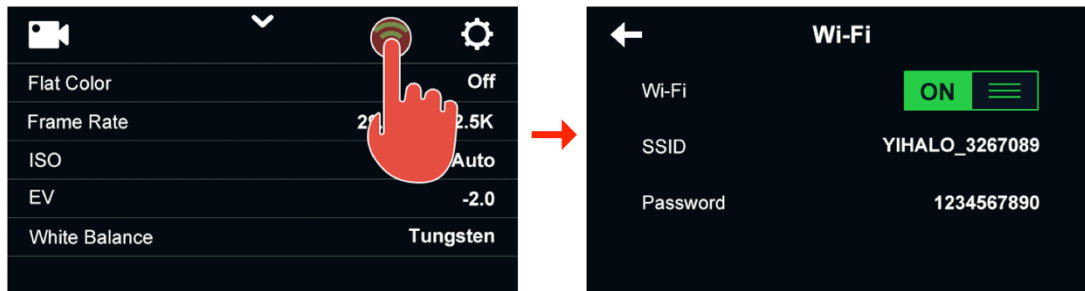 Flat Color Off
Frame Rate 2.5K
ISO Auto
EV -2.0
White Balance Tungsten
Wi-Fi
Wi-Fi ON
SSID YIHALO_3267089
Password 1234567890